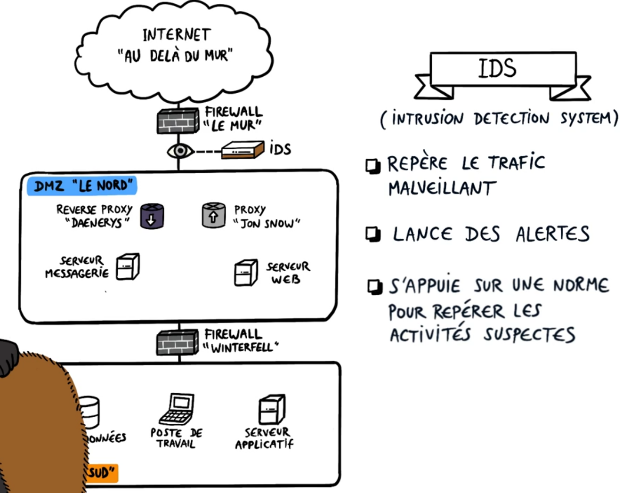 INTERNET
"AU DELÀ DU MUR"
FIREWALL
"LE MUR"
IDS
DMZ "LE NORD"
REVERSE PROXY
"DAENERYS"
PROXY
"JON SNOW"
SERVEUR
MESSAGERIE
SERVEUR
WEB
FIREWALL
"WINTERFELL"
POSTE DE
TRAVAIL
SERVEUR
APPLICATIF
SUD"
IDS
(INTRUSION DETECTION SYSTEM)
REPÈRE LE TRAFIC
MALVEILLANT
LANCE DES ALERTES
S'APPUIE SUR UNE NORME
POUR REPÉRER LES
ACTIVITÉS SUSPECTES